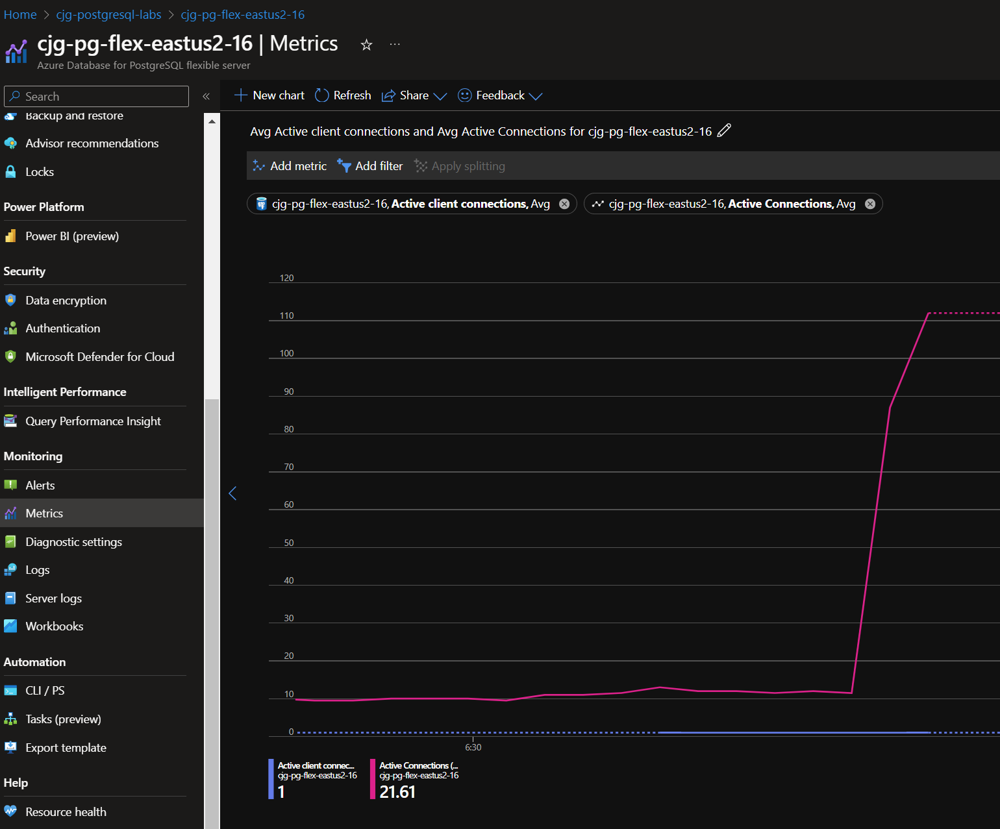 Home > cjg-postgresql-labs > cjg-pg-flex-eastus2-16
cjg-pg-flex-eastus2-16 | Metrics
Azure Database for PostgreSQL flexible server
Search
Backup and restore
Advisor recommendations
Locks
Power Platform
Power BI (preview)
Security
Data encryption
Authentication
Microsoft Defender for Cloud
Intelligent Performance
Query Performance Insight
Monitoring
Alerts
Metrics
Diagnostic settings
Logs
Server logs
Workbooks
Automation
CLI / PS
Tasks (preview)
Export template
Help
Resource health
New chart Refresh Share Feedback
Avg Active client connections and Avg Active Connections for cjg-pg-flex-eastus2-16
Add metric Add filter Apply splitting
cjg-pg-flex-eastus2-16, Active client connections, Avg
cjg-pg-flex-eastus2-16, Active Connections, Avg
120
110
100
90
80
70
60
50
40
30
20
10
0
6:30
Active client connec...
cjg-pg-flex-eastus2-16
1
Active Connections (...
cjg-pg-flex-eastus2-16
21.61